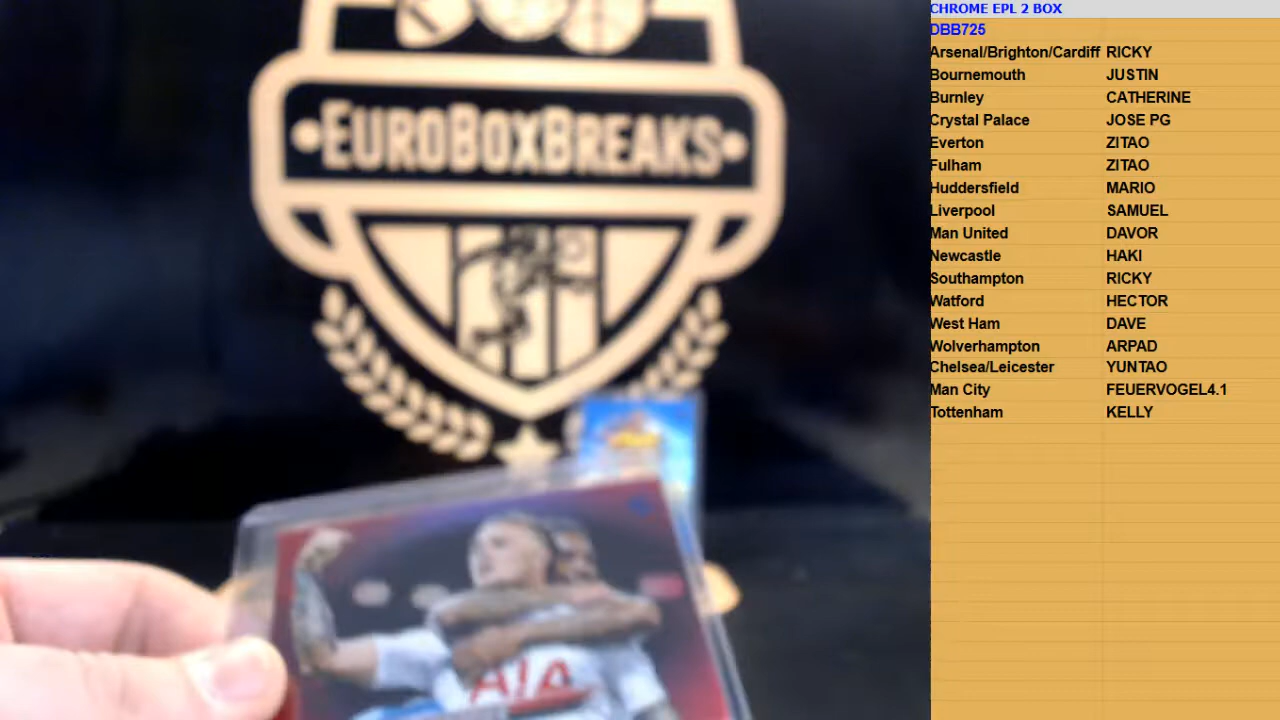 EUROBOXBREAKS
AIA
CHROME EPL 2 BOX
DBB725
Arsenal/Brighton/Cardiff RICKY
Bournemouth JUSTIN
Burnley CATHERINE
Crystal Palace JOSE PG
Everton ZITAO
Fulham ZITAO
Huddersfield MARIO
Liverpool SAMUEL
Man United DAVOR
Newcastle HAKI
Southampton RICKY
Watford HECTOR
West Ham DAVE
Wolverhampton ARPAD
Chelsea/Leicester YUNTAO
Man City FEUERVOGEL4.1
Tottenham KELLY